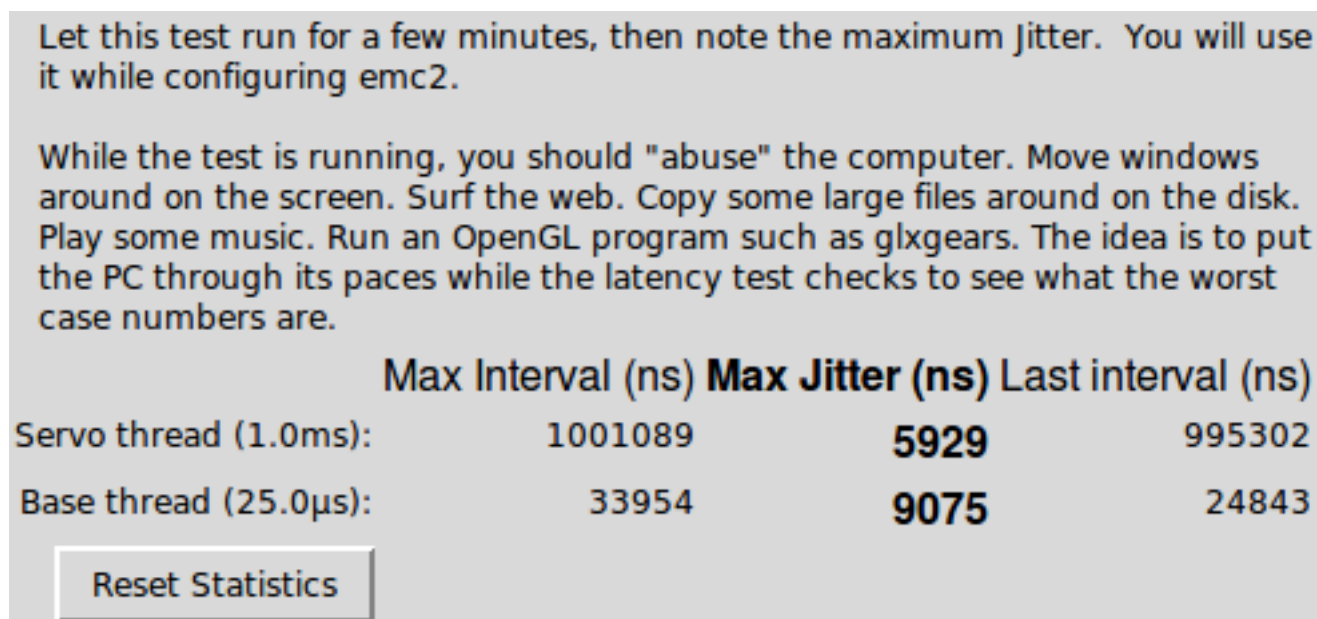 Let this test run for a few minutes, then note the maximum Jitter.  You will use
it while configuring emc2.
While the test is running, you should "abuse" the computer. Move windows
around on the screen. Surf the web. Copy some large files around on the disk.
Play some music. Run an OpenGL program such as glxgears. The idea is to put
the PC through its paces while the latency test checks to see what the worst
case numbers are.
Max Interval (ns) Max Jitter (ns) Last interval (ns)
Servo thread (1.0ms): 1001089 5929 995302
Base thread (25.0µs): 33954 9075 24843
Reset Statistics